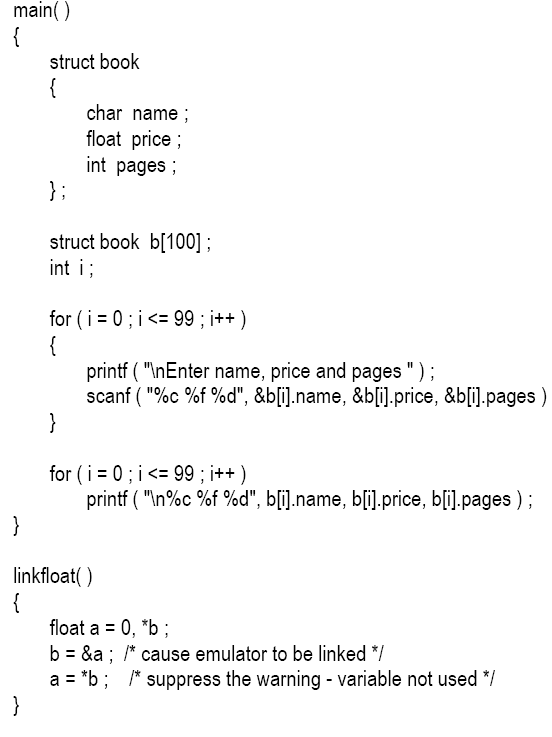 main( )
{
struct book
{
char name ;
float price ;
int pages ;
} ;
struct book b[100] ;
int i ;
for ( i = 0 ; i <= 99 ; i++ )
{
printf ( "\nEnter name, price and pages " ) ;
scanf ( "%c %f %d", &b[i].name, &b[i].price, &b[i].pages )
}
for ( i = 0 ; i <= 99 ; i++ )
printf ( "\n%c %f %d", b[i].name, b[i].price, b[i].pages ) ;
}
linkfloat( )
{
float a = 0, *b ;
b = &a ; /* cause emulator to be linked */
a = *b ; /* suppress the warning - variable not used */
}